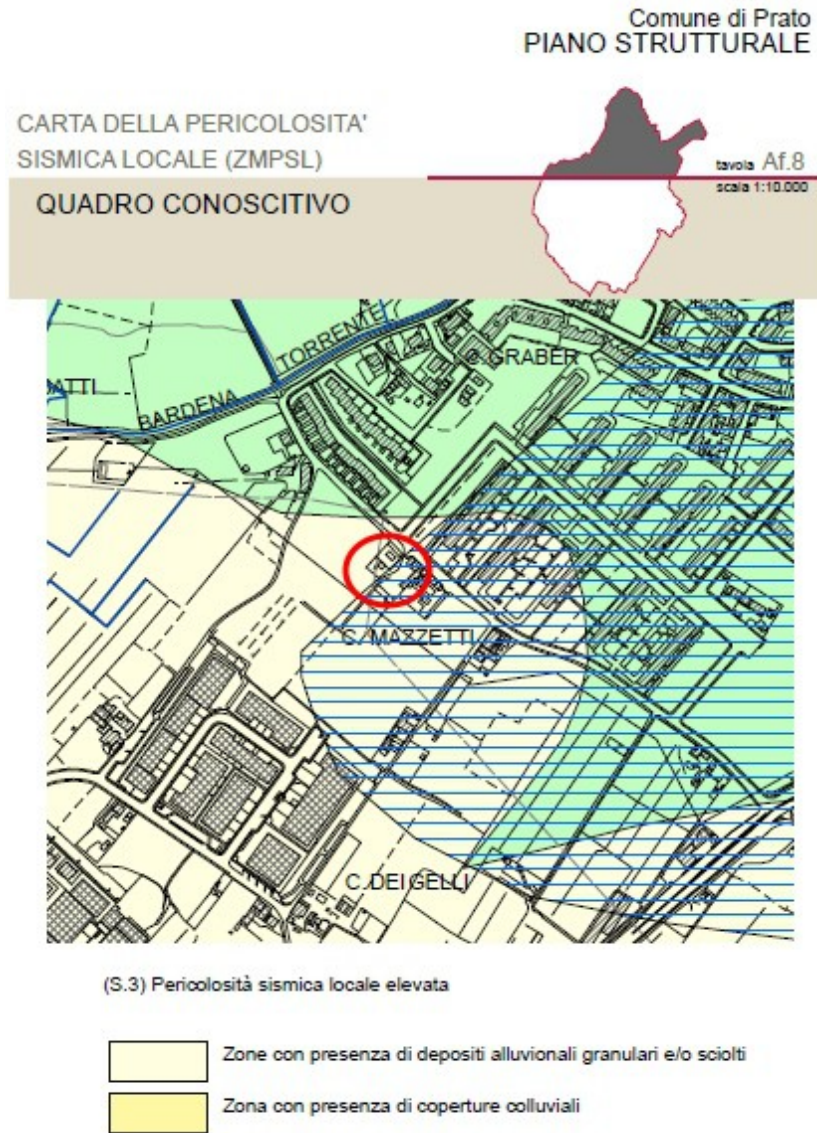 Comune di Prato
PIANO STRUTTURALE
CARTA DELLA PERICOLOSITA'
SISMICA LOCALE (ZMPSL)
tavola Af.8
scala 1:10.000
QUADRO CONOSCITIVO
TORRENTE
GRABER
BARDENA
C. MAZZETTI
C. DEI GELLI
(S.3) Pericolosità sismica locale elevata
Zone con presenza di depositi alluvionali granulari e/o sciolti
Zona con presenza di coperture colluviali